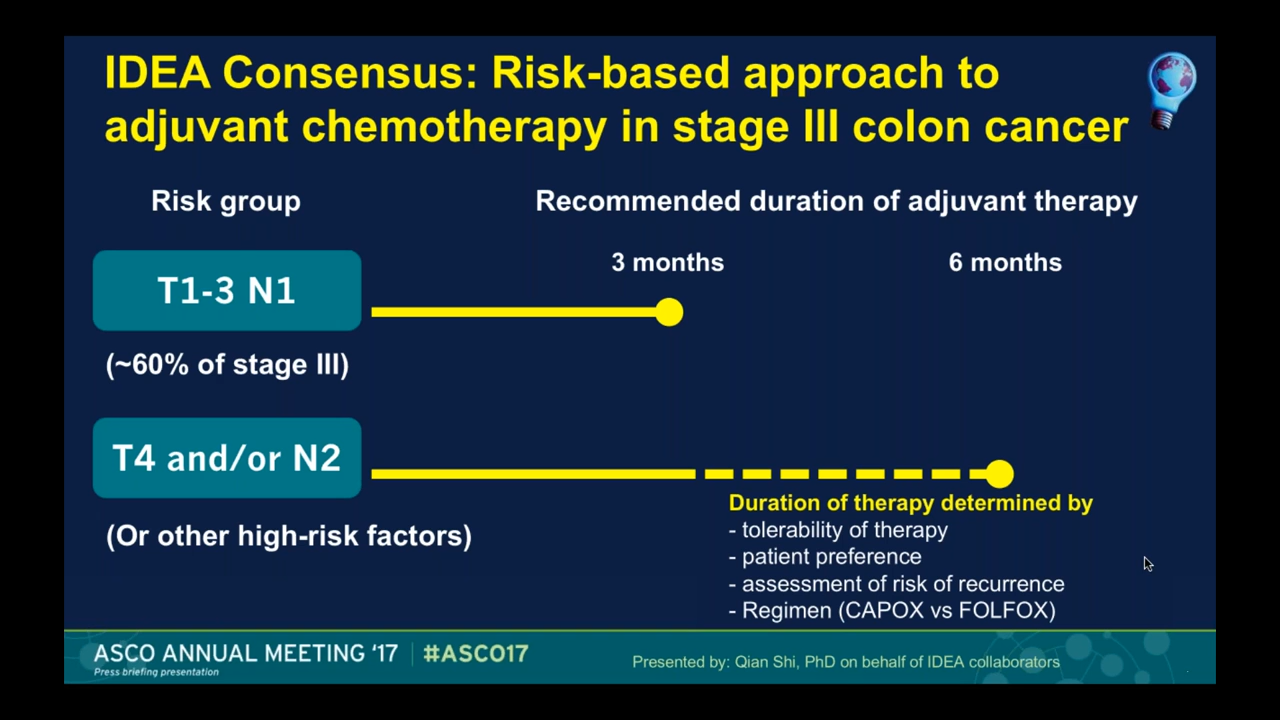 IDEA Consensus: Risk-based approach to
adjuvant chemotherapy in stage III colon cancer
Risk group
Recommended duration of adjuvant therapy
3 months
6 months
T1-3 N1
(~60% of stage III)
T4 and/or N2
(Or other high-risk factors)
Duration of therapy determined by
- tolerability of therapy
- patient preference
- assessment of risk of recurrence
- Regimen (CAPOX vs FOLFOX)
ASCO ANNUAL MEETING ‘17 | #ASCO17
Press briefing presentation
Presented by: Qian Shi, PhD on behalf of IDEA collaborators